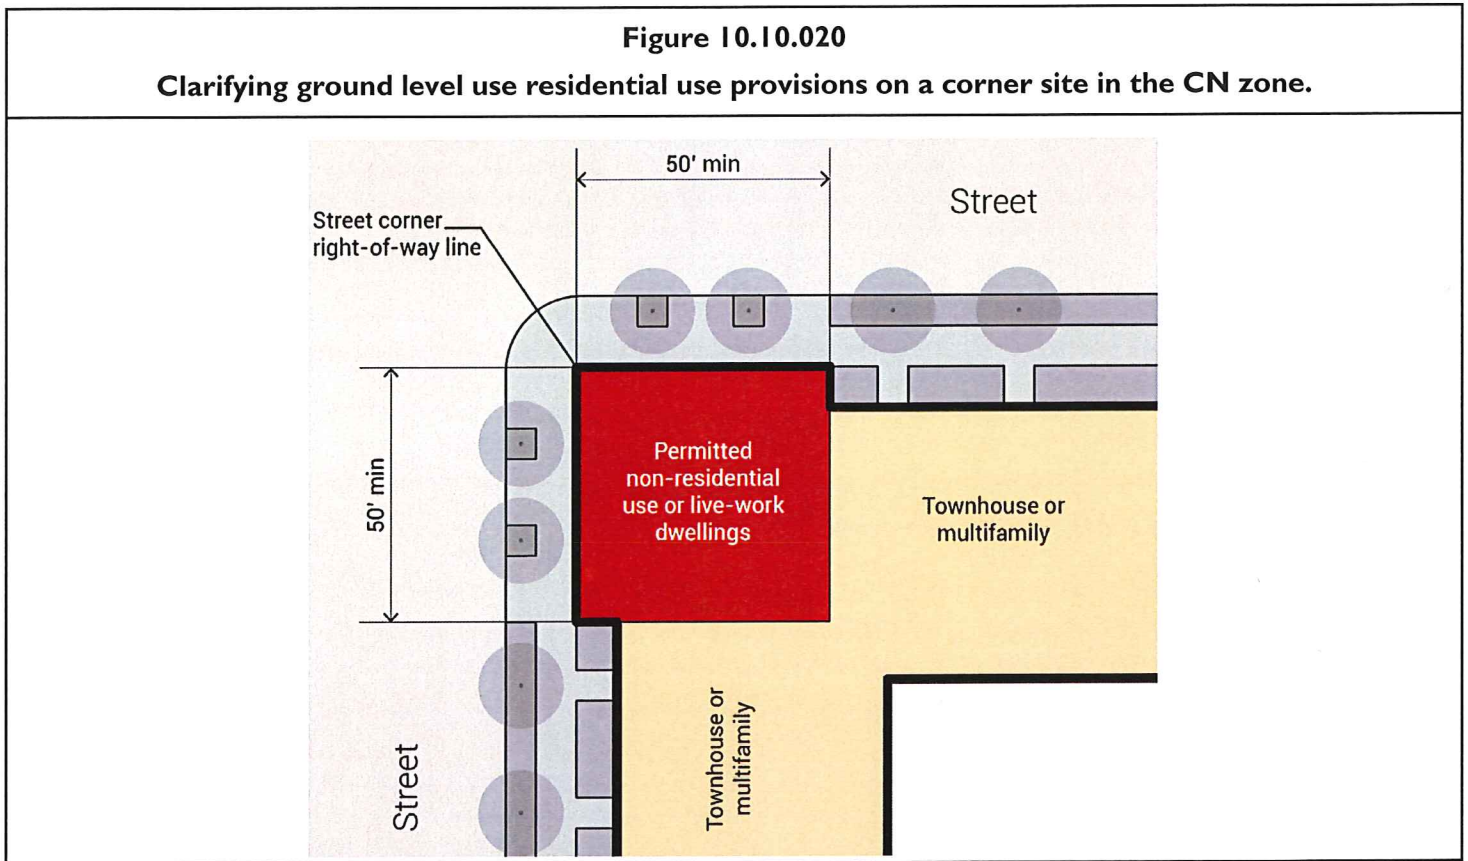 Figure 10.10.020
Clarifying ground level use residential use provisions on a corner site in the CN zone.
50' min
Street
Street corner
right-of-way line
50' min
Permitted
non-residential
use or live-work
dwellings
Townhouse or
multifamily
Townhouse or
multifamily
Street